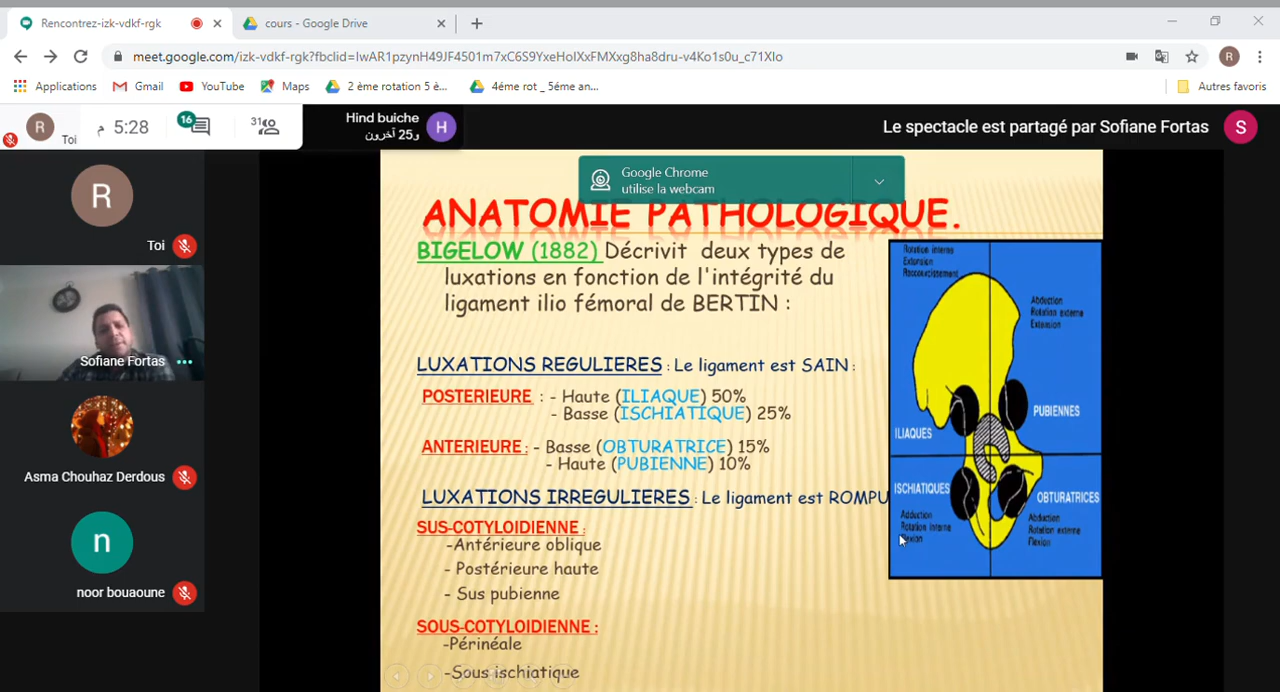 Rencontrez-izk-vdkf-rgk
cours - Google Drive
meet.google.com/izk-vdkf-rgk?fbclid=IwAR1pzynH49JF4501m7xC6S9YxeHoIXxFMXxg8ha8dru-v4Ko1s0u_c71XIo
R
Applications
Gmail
YouTube
Maps
2 ème rotation 5 è...
4éme rot _ 5éme an...
Autres favoris
R
Toi
5:28 م
16
31
Hind buiche
و25 آخرون
H
Le spectacle est partagé par Sofiane Fortas
S
R
Toi
Sofiane Fortas
Asma Chouhaz Derdous
n
noor bouaoune
Google Chrome
utilise la webcam
ANATOMIE PATHOLOGIQUE.
BIGELOW (1882) Décrivit deux types de
luxations en fonction de l'intégrité du
ligament ilio fémoral de BERTIN :
LUXATIONS REGULIERES : Le ligament est SAIN :
POSTERIEURE : - Haute (ILIAQUE) 50%
- Basse (ISCHIATIQUE) 25%
ANTERIEURE : - Basse (OBTURATRICE) 15%
- Haute (PUBIENNE) 10%
LUXATIONS IRREGULIERES : Le ligament est ROMPU
SUS-COTYLOIDIENNE :
-Antérieure oblique
- Postérieure haute
- Sus pubienne
SOUS-COTYLOIDIENNE :
-Périnéale
-Sous ischiatique
Rotation interne
Extension
Raccourcissement
Abduction
Rotation externe
Extension
PUBIENNES
ILIAQUES
ISCHIATIQUES
OBTURATRICES
Adduction
Rotation interne
Flexion
Abduction
Rotation externe
Flexion